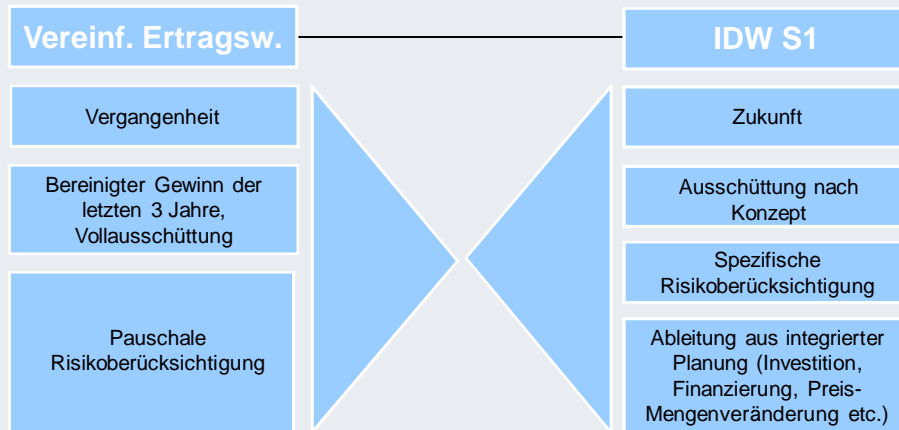 Vereinf. Ertragsw.
IDW S1
Vergangenheit
Bereinigter Gewinn der
letzten 3 Jahre,
Vollausschüttung
Pauschale
Risikoberücksichtigung
Zukunft
Ausschüttung nach
Konzept
Spezifische
Risikoberücksichtigung
Ableitung aus integrierter
Planung (Investition,
Finanzierung, Preis-
Mengenveränderung etc.)